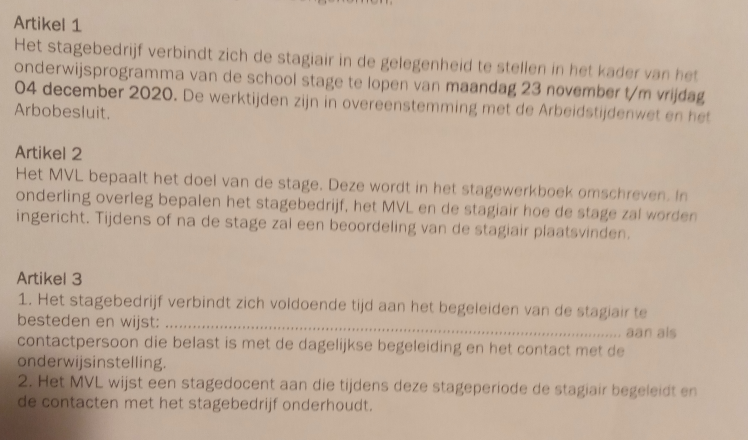 Artikel 1
Het stagebedrijf verbindt zich de stagiair in de gelegenheid te stellen in het kader van het
onderwijsprogramma van de school stage te lopen van maandag 23 november t/m vrijdag
04 december 2020. De werktijden zijn in overeenstemming met de Arbeidstijdenwet en het
Arbobesluit.
Artikel 2
Het MVL bepaalt het doel van de stage. Deze wordt in het stagewerkboek omschreven. In
onderling overleg bepalen het stagebedrijf, het MVL en de stagiair hoe de stage zal worden
ingericht. Tijdens of na de stage zal een beoordeling van de stagiair plaatsvinden.
Artikel 3
1. Het stagebedrijf verbindt zich voldoende tijd aan het begeleiden van de stagiair te
besteden en wijst: ........................................................................................ aan als
contactpersoon die belast is met de dagelijkse begeleiding en het contact met de
onderwijsinstelling.
2. Het MVL wijst een stagedocent aan die tijdens deze stageperiode de stagiair begeleidt en
de contacten met het stagebedrijf onderhoudt.